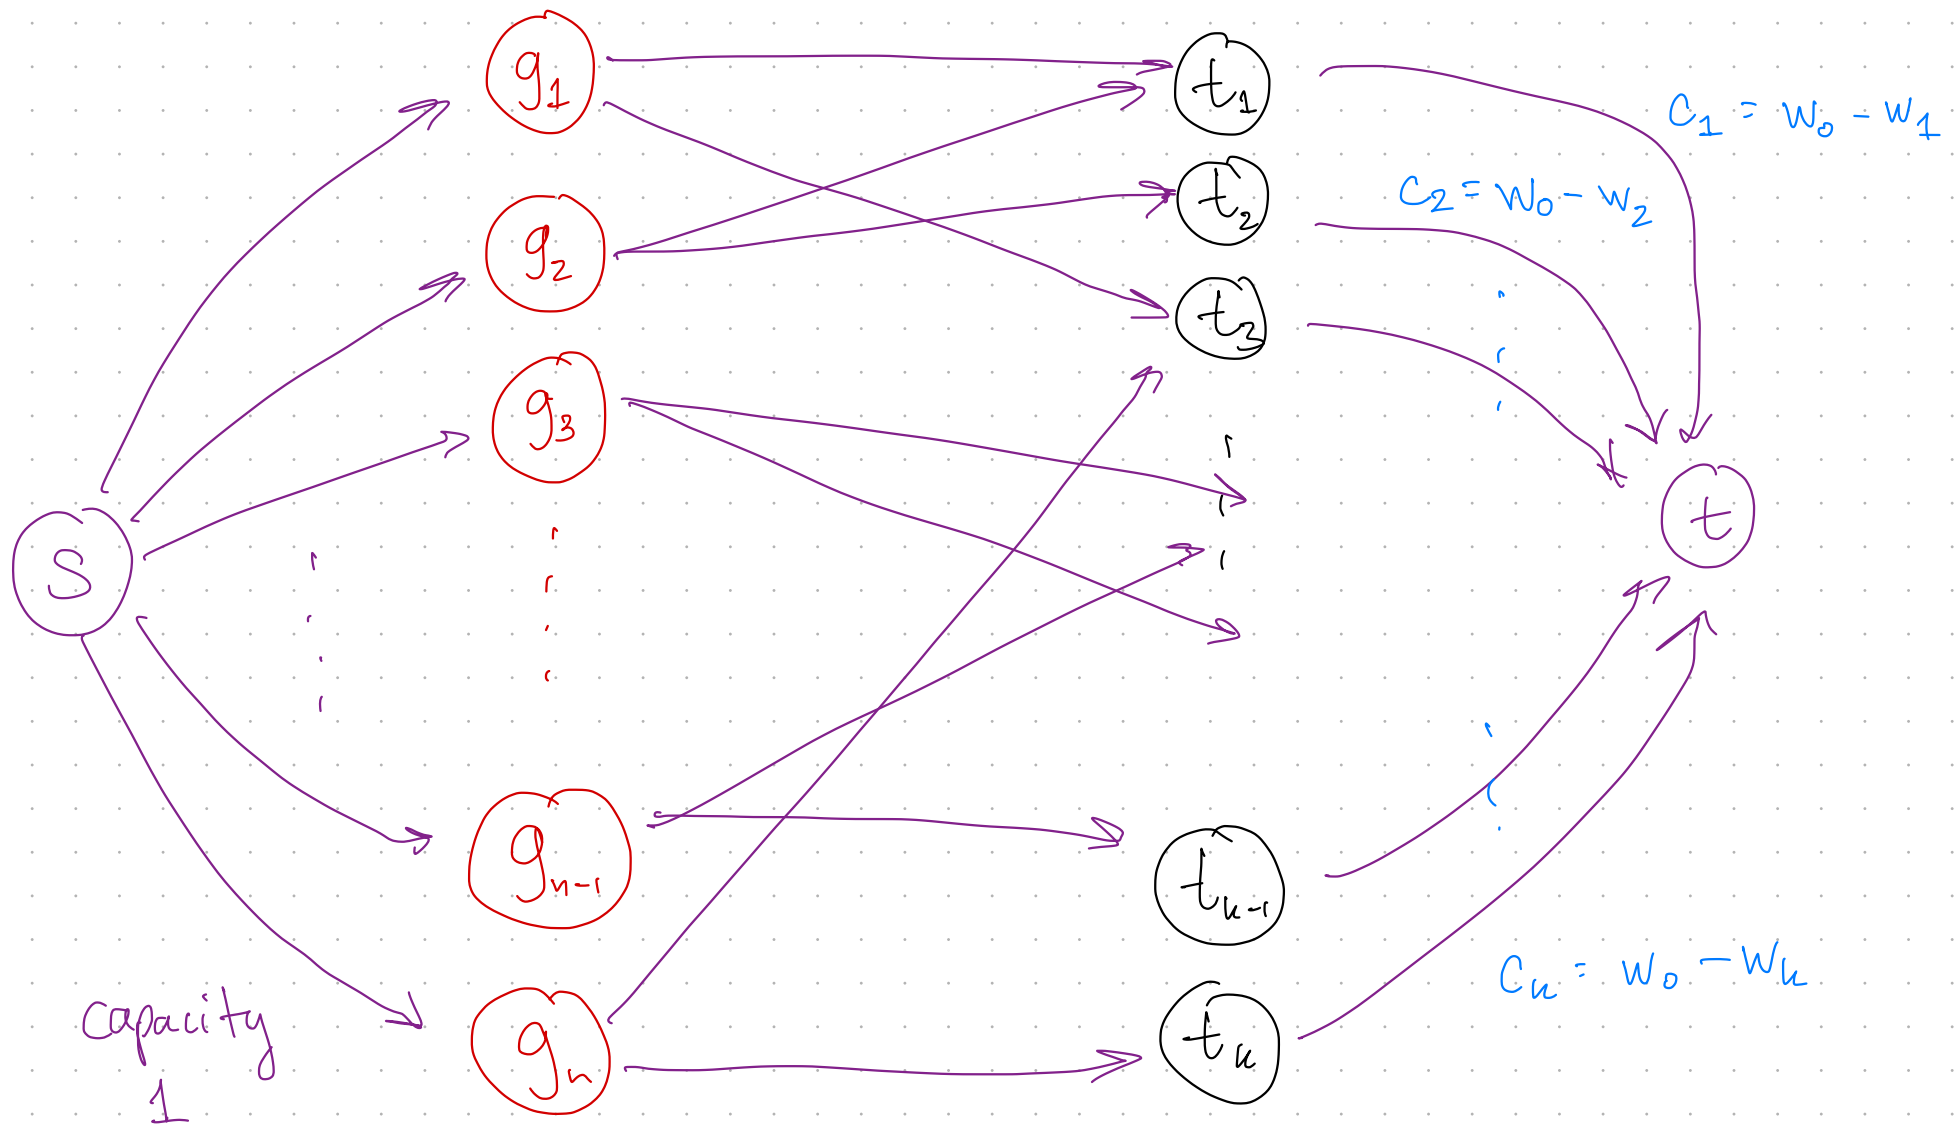 g1
t1
C1 = W0 - W1
g2
t2
C2 = W0 - W2
t3
g3
S
t
gn-1
tk-1
Ck = W0 - Wk
capacity
1
gn
tk